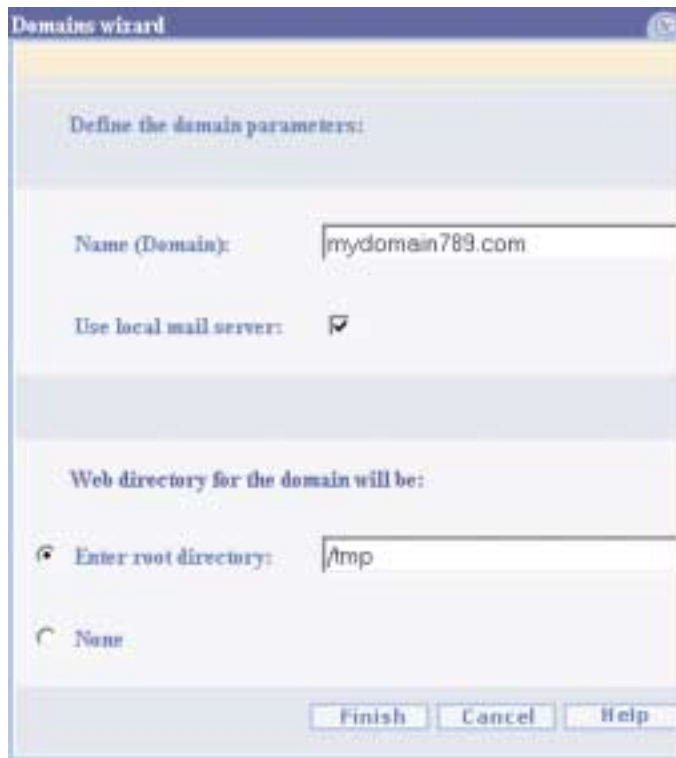 Domains wizard
Define the domain parameters:
Name (Domain): mydomain789.com
Use local mail server:
Web directory for the domain will be:
Enter root directory: /tmp
None
Finish Cancel Help